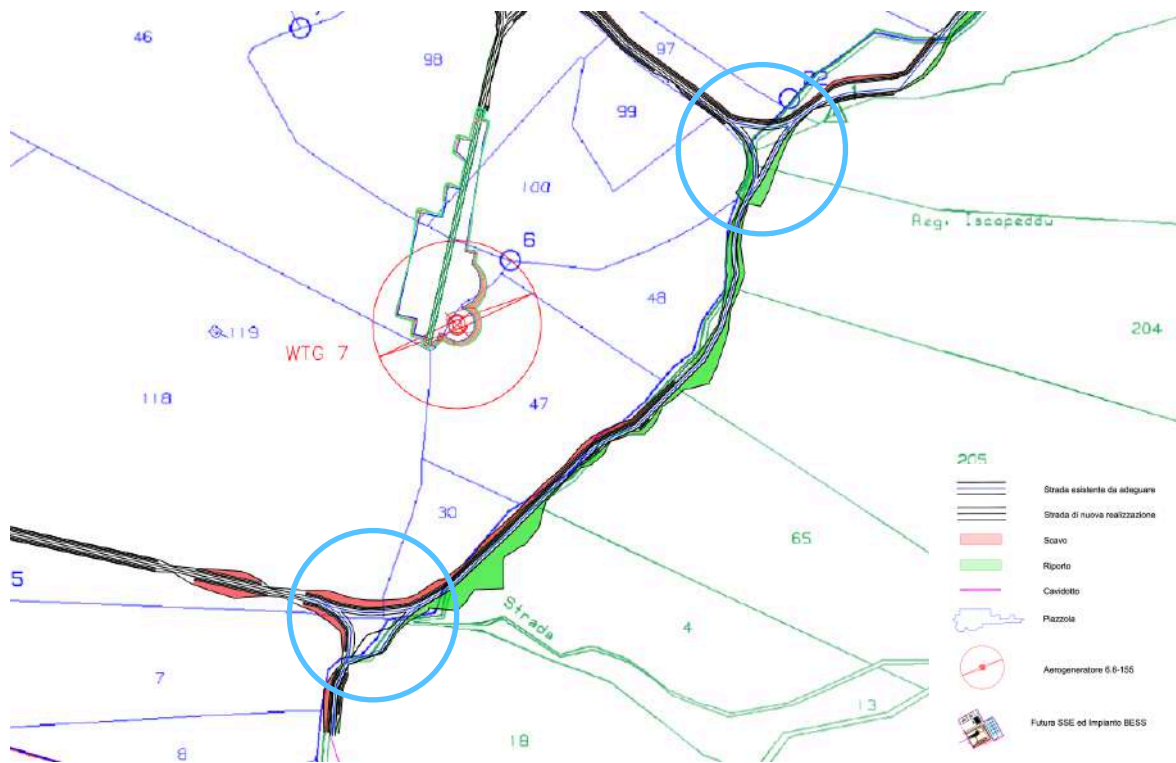 46
98
97
99
100
6
Reg. Iscopeddu
48
119
WTG 7
204
118
47
30
65
5
Strada
4
7
13
8
18
205
Strada esistente da adeguare
Strada di nuova realizzazione
Scavo
Riporto
Cavidotto
Piazzola
Aerogeneratore 6.6-155
Futura SSE ed Impianto BESS